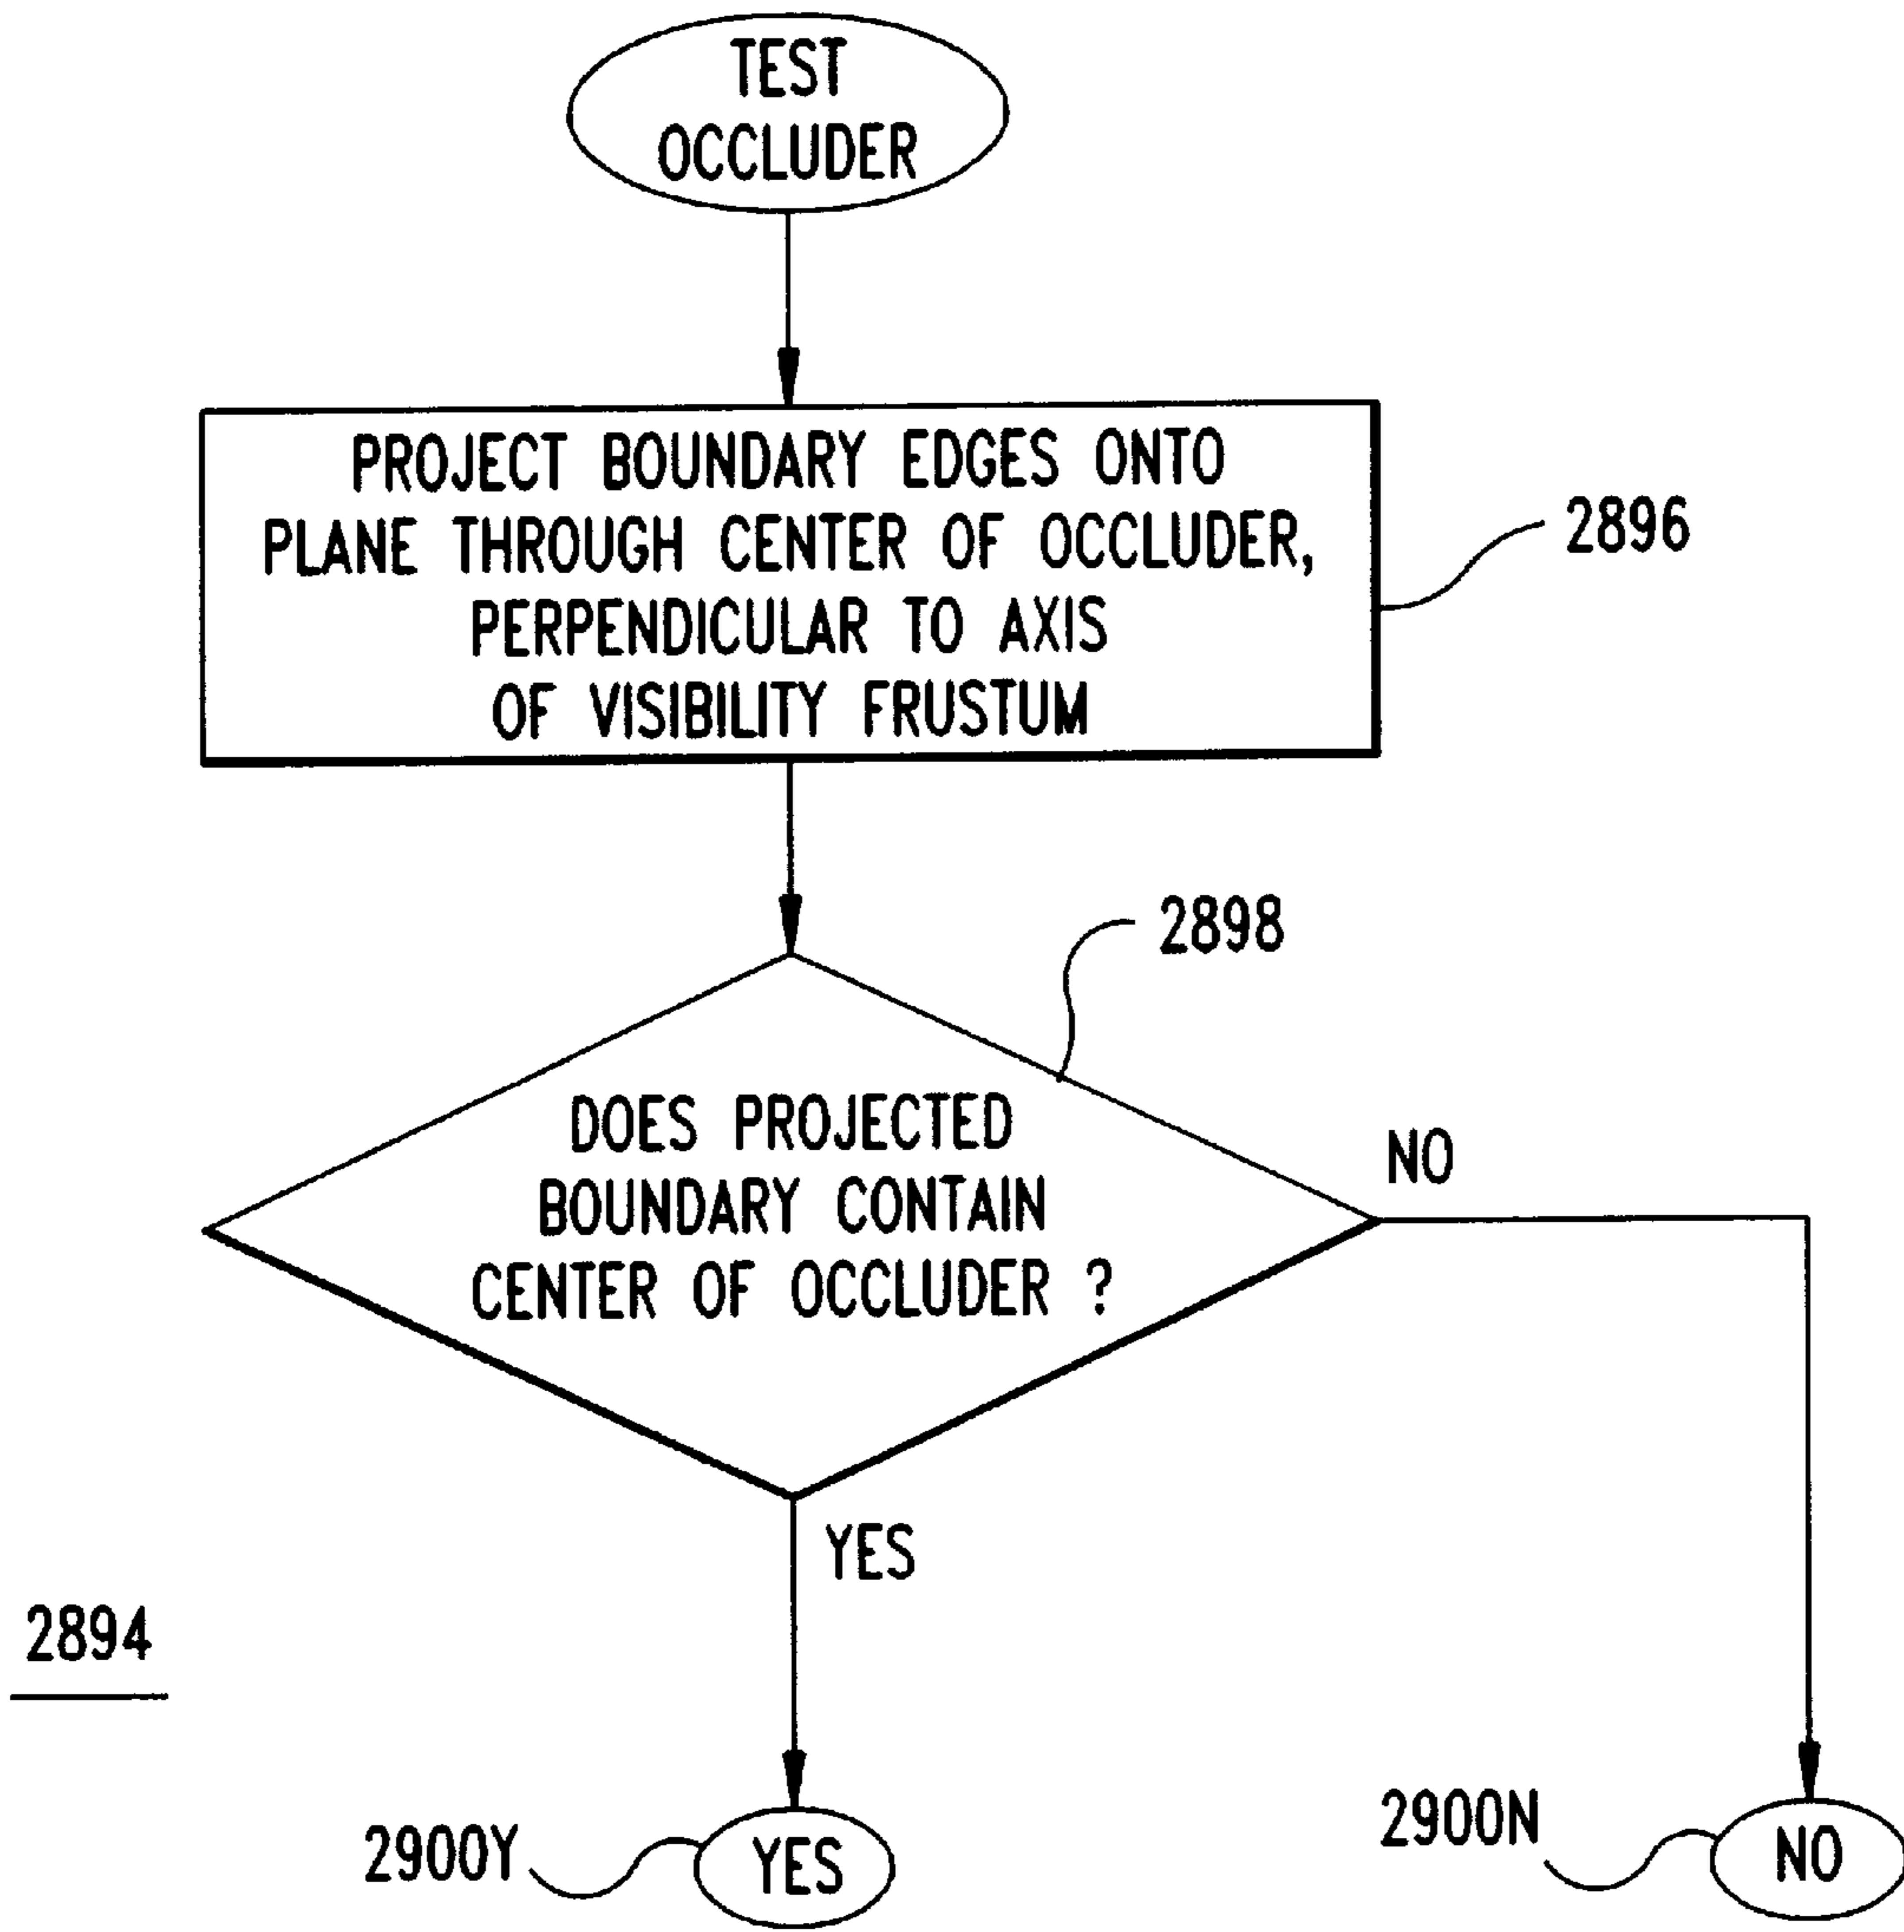 TEST
OCCLUDER
PROJECT BOUNDARY EDGES ONTO
PLANE THROUGH CENTER OF OCCLUDER,
PERPENDICULAR TO AXIS
OF VISIBILITY FRUSTUM
2896
2898
DOES PROJECTED
BOUNDARY CONTAIN
CENTER OF OCCLUDER ?
NO
YES
2894
2900Y
YES
2900N
NO